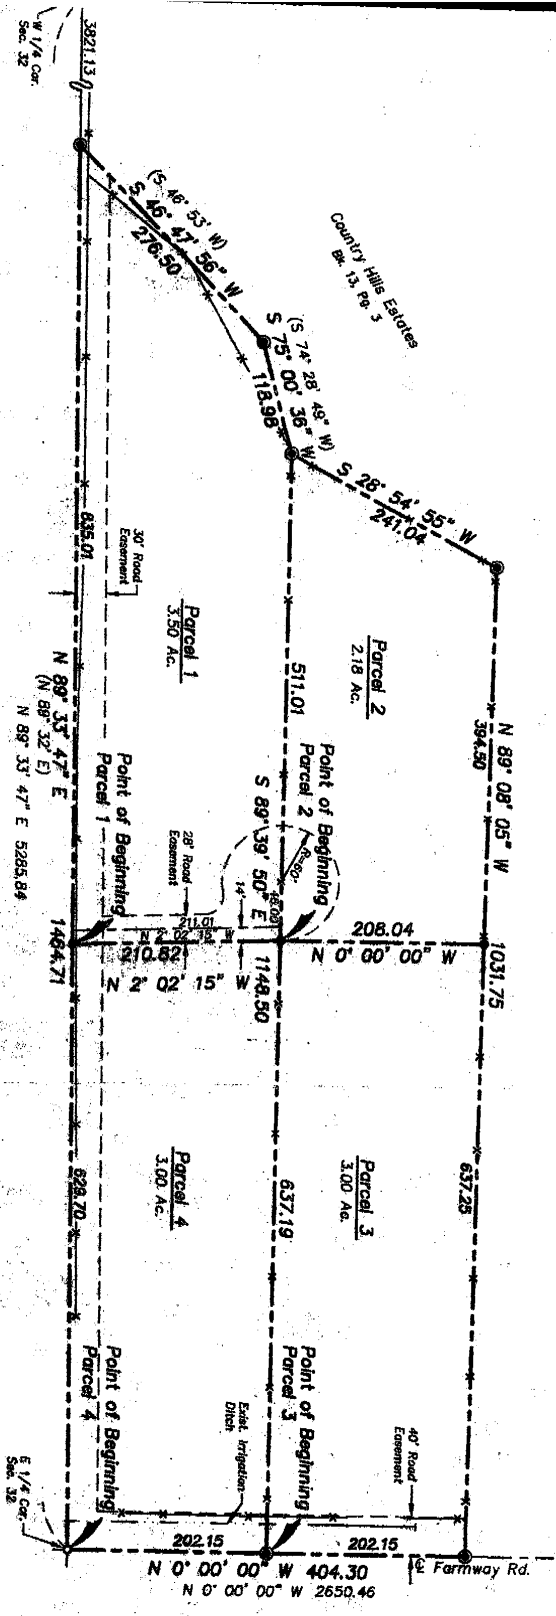 3821.13
W 1/4 Cor.
Sec. 32
(S 46° 53' W)
S 46° 47' 56" W
276.50
Country Hills Estates
Bk. 13, Pg. 3
(S 74° 28' 49" W)
S 75° 00' 36" W
118.98
S 28° 54' 55" W
241.04
835.01
30' Road
Easement
Parcel 1
3.50 Ac.
Parcel 2
2.18 Ac.
511.01
N 89° 08' 05" W
394.50
N 89° 33' 47" E
(N 89° 32' E)
N 89° 33' 47" E 5285.84
Point of Beginning
Parcel 1
28' Road
Easement
14'
S 89° 39' 50" E
Point of Beginning
Parcel 2
R=60'
211.01
N 2° 02' 15" W
210.82
N 2° 02' 15" W
208.04
N 0° 00' 00" W
1464.71
1148.50
1031.75
Parcel 4
3.00 Ac.
Parcel 3
3.00 Ac.
629.70
637.19
637.25
Point of Beginning
Parcel 4
Exist. Irrigation
Ditch
Point of Beginning
Parcel 3
40' Road
Easement
E 1/4 Cor.
Sec. 32
202.15
202.15
N 0° 00' 00" W 404.30
N 0° 00' 00" W 2650.46
℄ Farmway Rd.